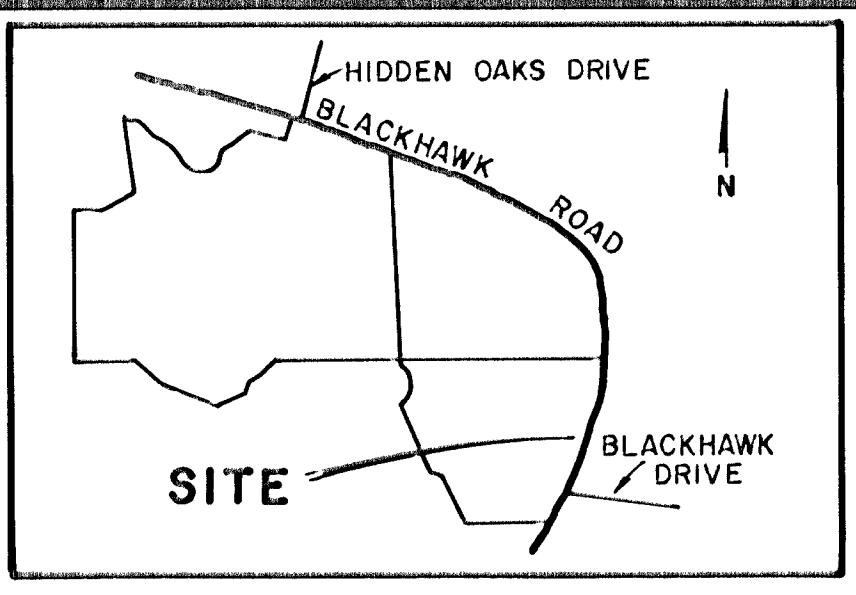 HIDDEN OAKS DRIVE
BLACKHAWK ROAD
N
BLACKHAWK
DRIVE
SITE